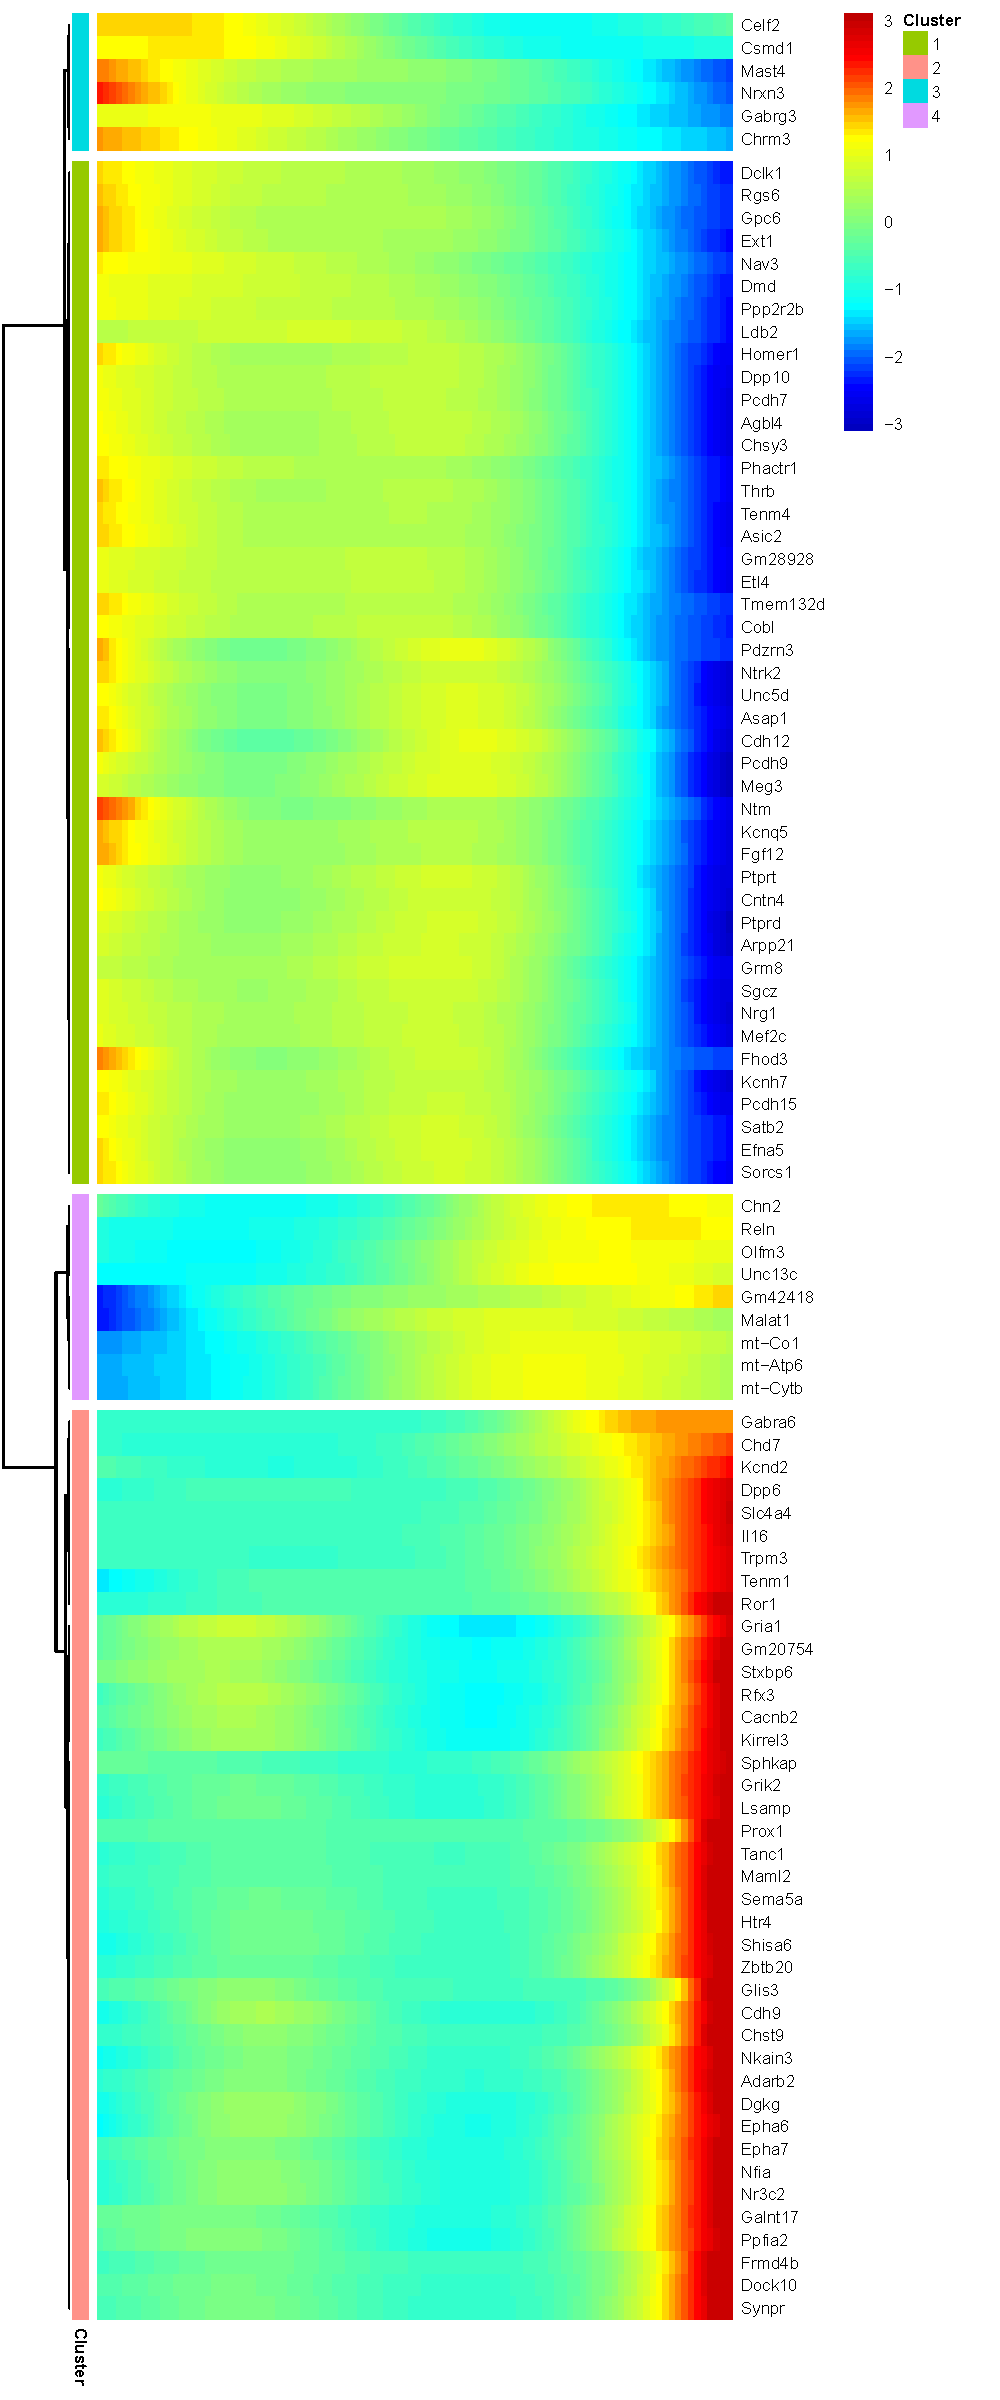 Celf2
Csmd1
Mast4
Nrxn3
Gabrg3
Chrm3
Dclk1
Rgs6
Gpc6
Ext1
Nav3
Dmd
Ppp2r2b
Ldb2
Homer1
Dpp10
Pcdh7
Agbl4
Chsy3
Phactr1
Thrb
Tenm4
Asic2
Gm28928
Etl4
Tmem132d
Cobl
Pdzrn3
Ntrk2
Unc5d
Asap1
Cdh12
Pcdh9
Meg3
Ntm
Kcnq5
Fgf12
Ptprt
Cntn4
Ptprd
Arpp21
Grm8
Sgcz
Nrg1
Mef2c
Fhod3
Kcnh7
Pcdh15
Satb2
Efna5
Sorcs1
Chn2
Reln
Olfm3
Unc13c
Gm42418
Malat1
mt−Co1
mt−Atp6
mt−Cytb
Gabra6
Chd7
Kcnd2
Dpp6
Slc4a4
Il16
Trpm3
Tenm1
Ror1
Gria1
Gm20754
Stxbp6
Rfx3
Cacnb2
Kirrel3
Sphkap
Grik2
Lsamp
Prox1
Tanc1
Maml2
Sema5a
Htr4
Shisa6
Zbtb20
Glis3
Cdh9
Chst9
Nkain3
Adarb2
Dgkg
Epha6
Epha7
Nfia
Nr3c2
Galnt17
Ppfia2
Frmd4b
Dock10
Synpr
Cluster
3
2
1
0
−1
−2
−3
Cluster
1
2
3
4